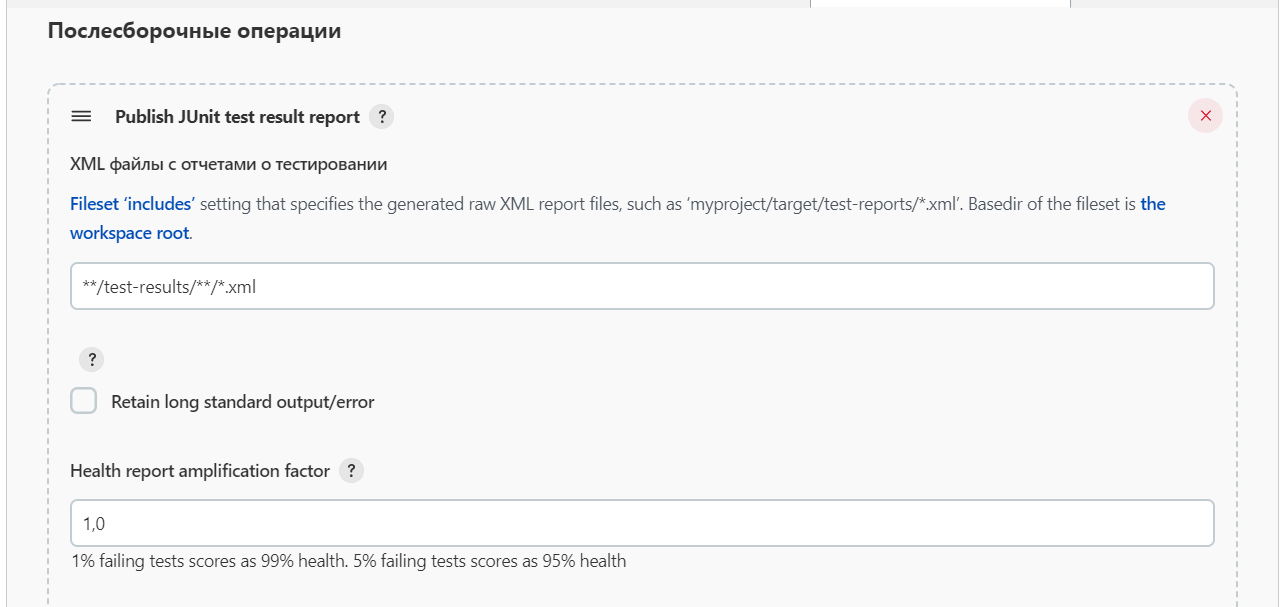 Послесборочные операции
Publish JUnit test result report ?
XML файлы с отчетами о тестировании
Fileset ‘includes’ setting that specifies the generated raw XML report files, such as ‘myproject/target/test-reports/*.xml’. Basedir of the fileset is the
workspace root.
**/test-results/**/*.xml
?
Retain long standard output/error
Health report amplification factor ?
1,0
1% failing tests scores as 99% health. 5% failing tests scores as 95% health